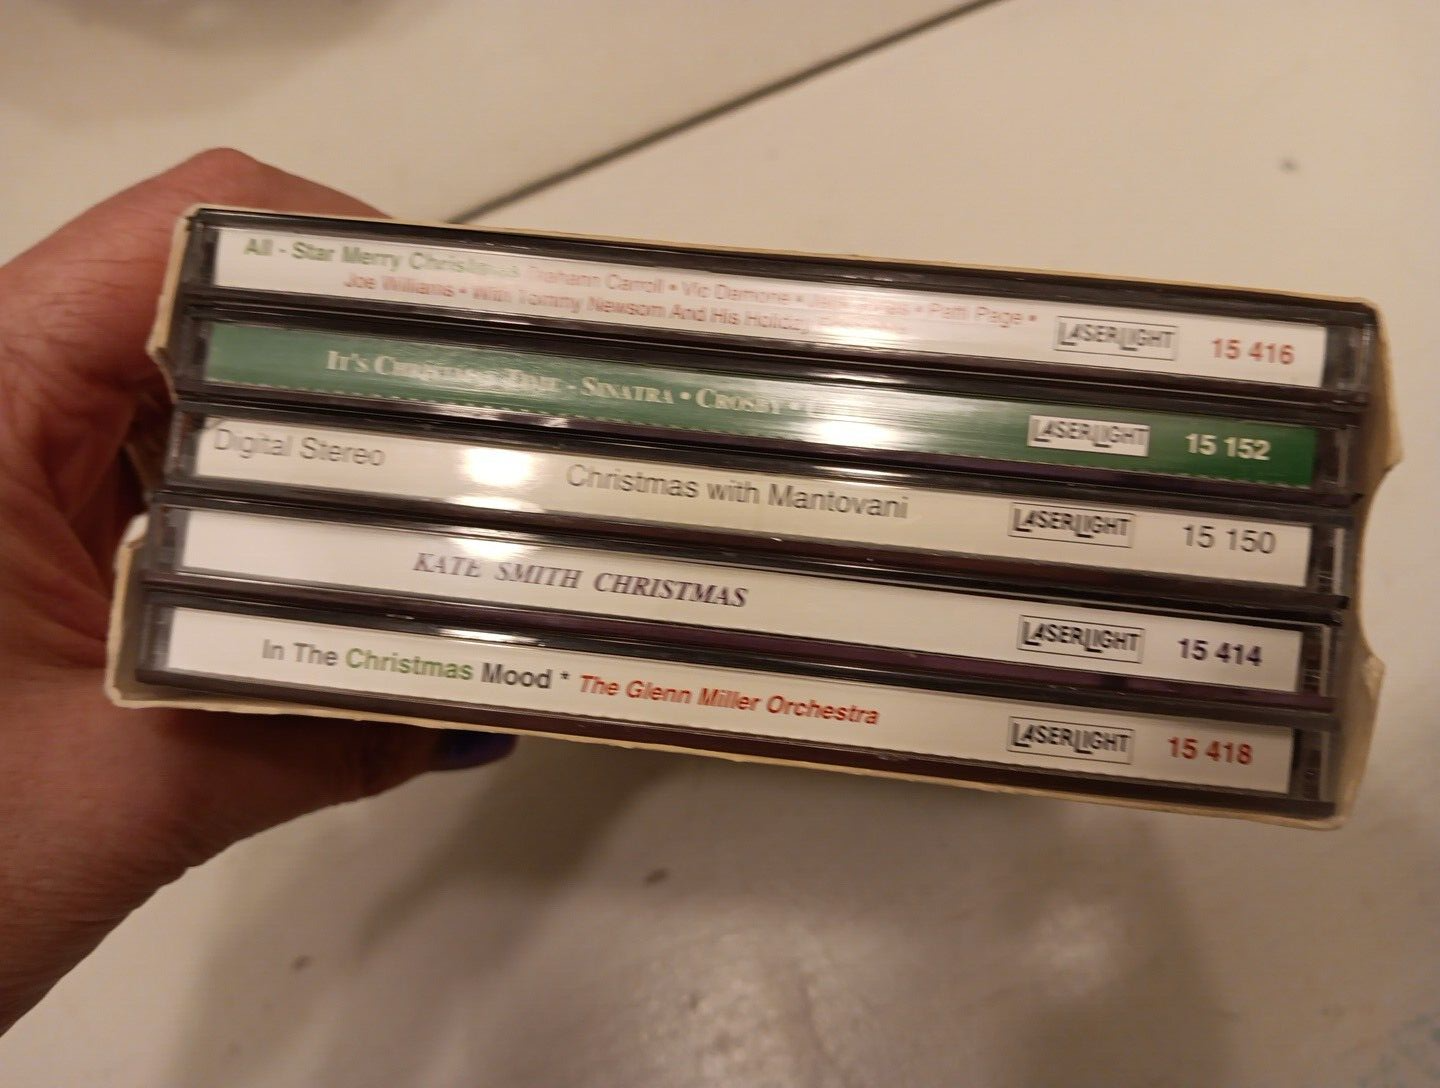 All - Star Merry Christmas Diahann Carroll • Vic Damone • • Patti Page •
Joe Williams • With Tommy Newsom And His Holiday
LASERLIGHT 15 416
IT'S CHRISTMAS TIME - SINATRA • CROSBY •
LASERLIGHT 15 152
Digital Stereo Christmas with Mantovani LASERLIGHT 15 150
KATE SMITH CHRISTMAS LASERLIGHT 15 414
In The Christmas Mood * The Glenn Miller Orchestra LASERLIGHT 15 418